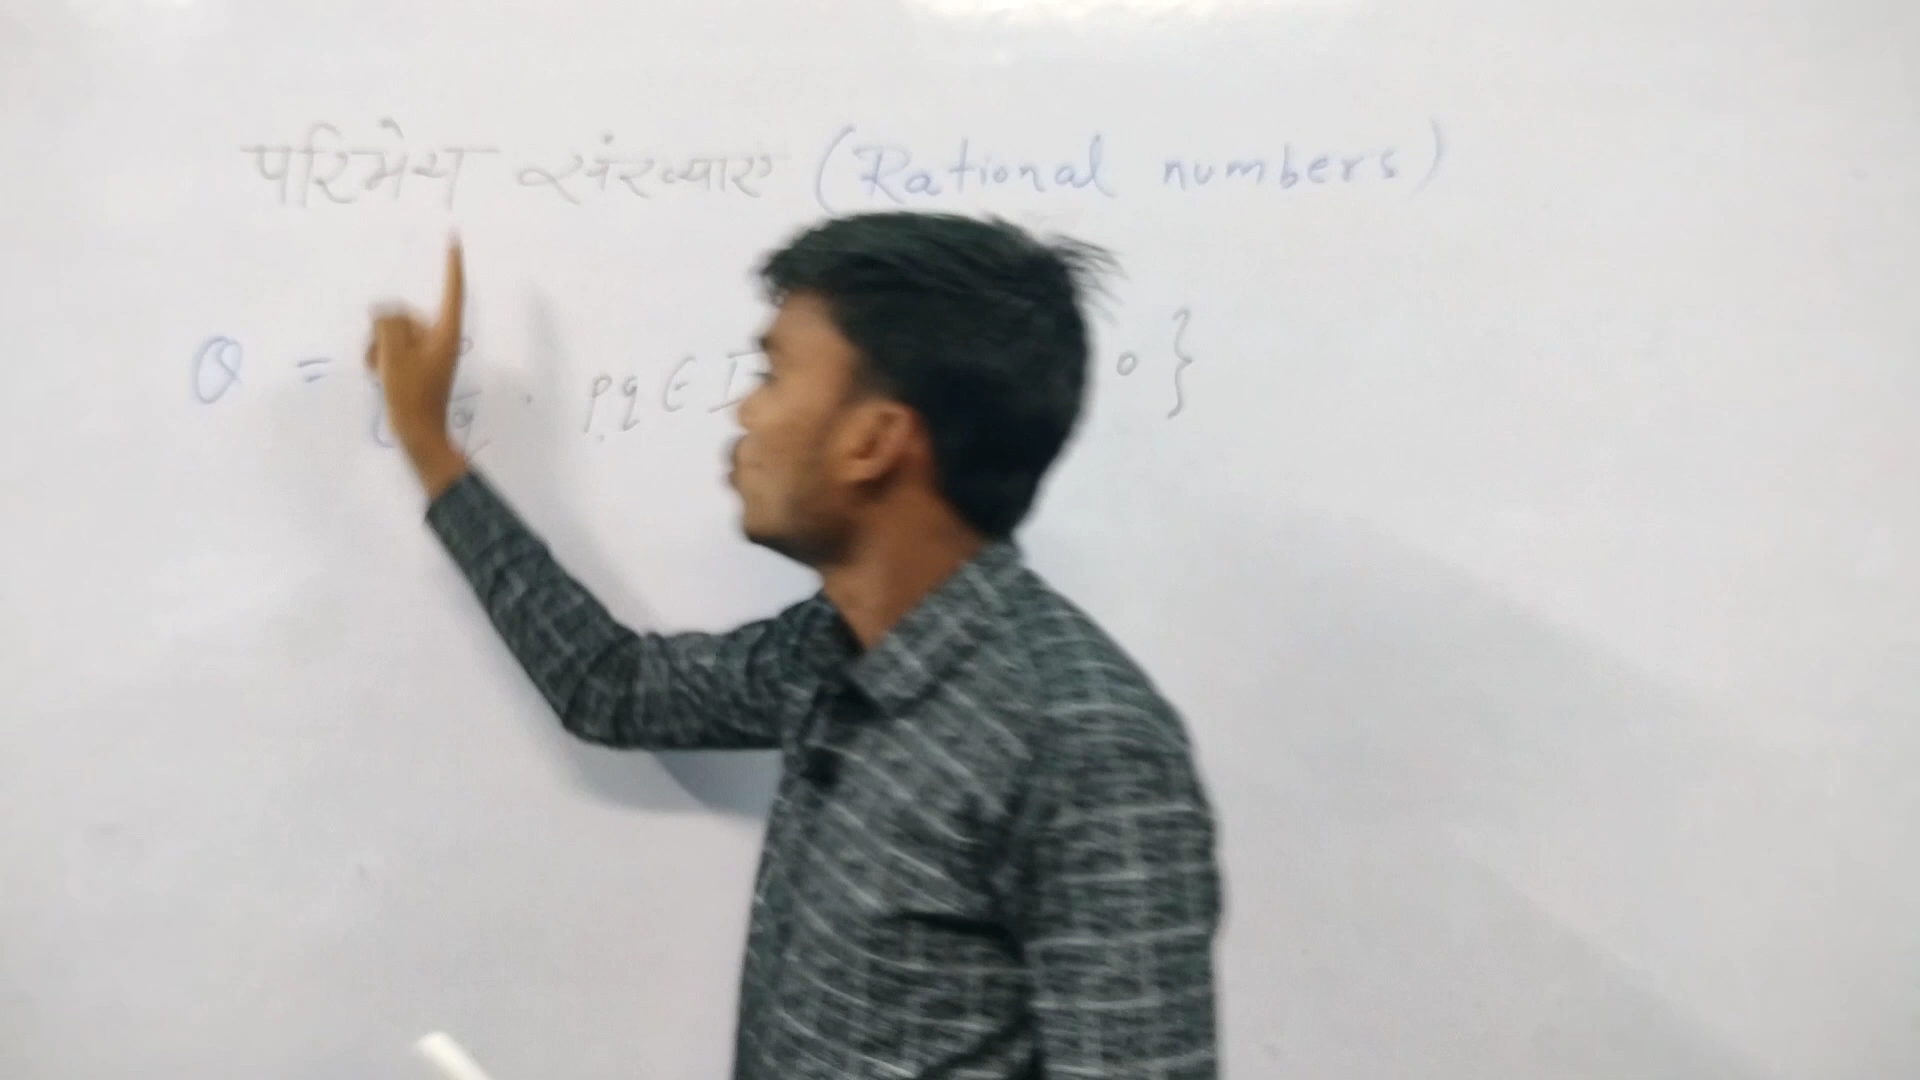 परिमेय संख्याए (Rational numbers)
Q = { p/q . p,q ∈ I 0 }